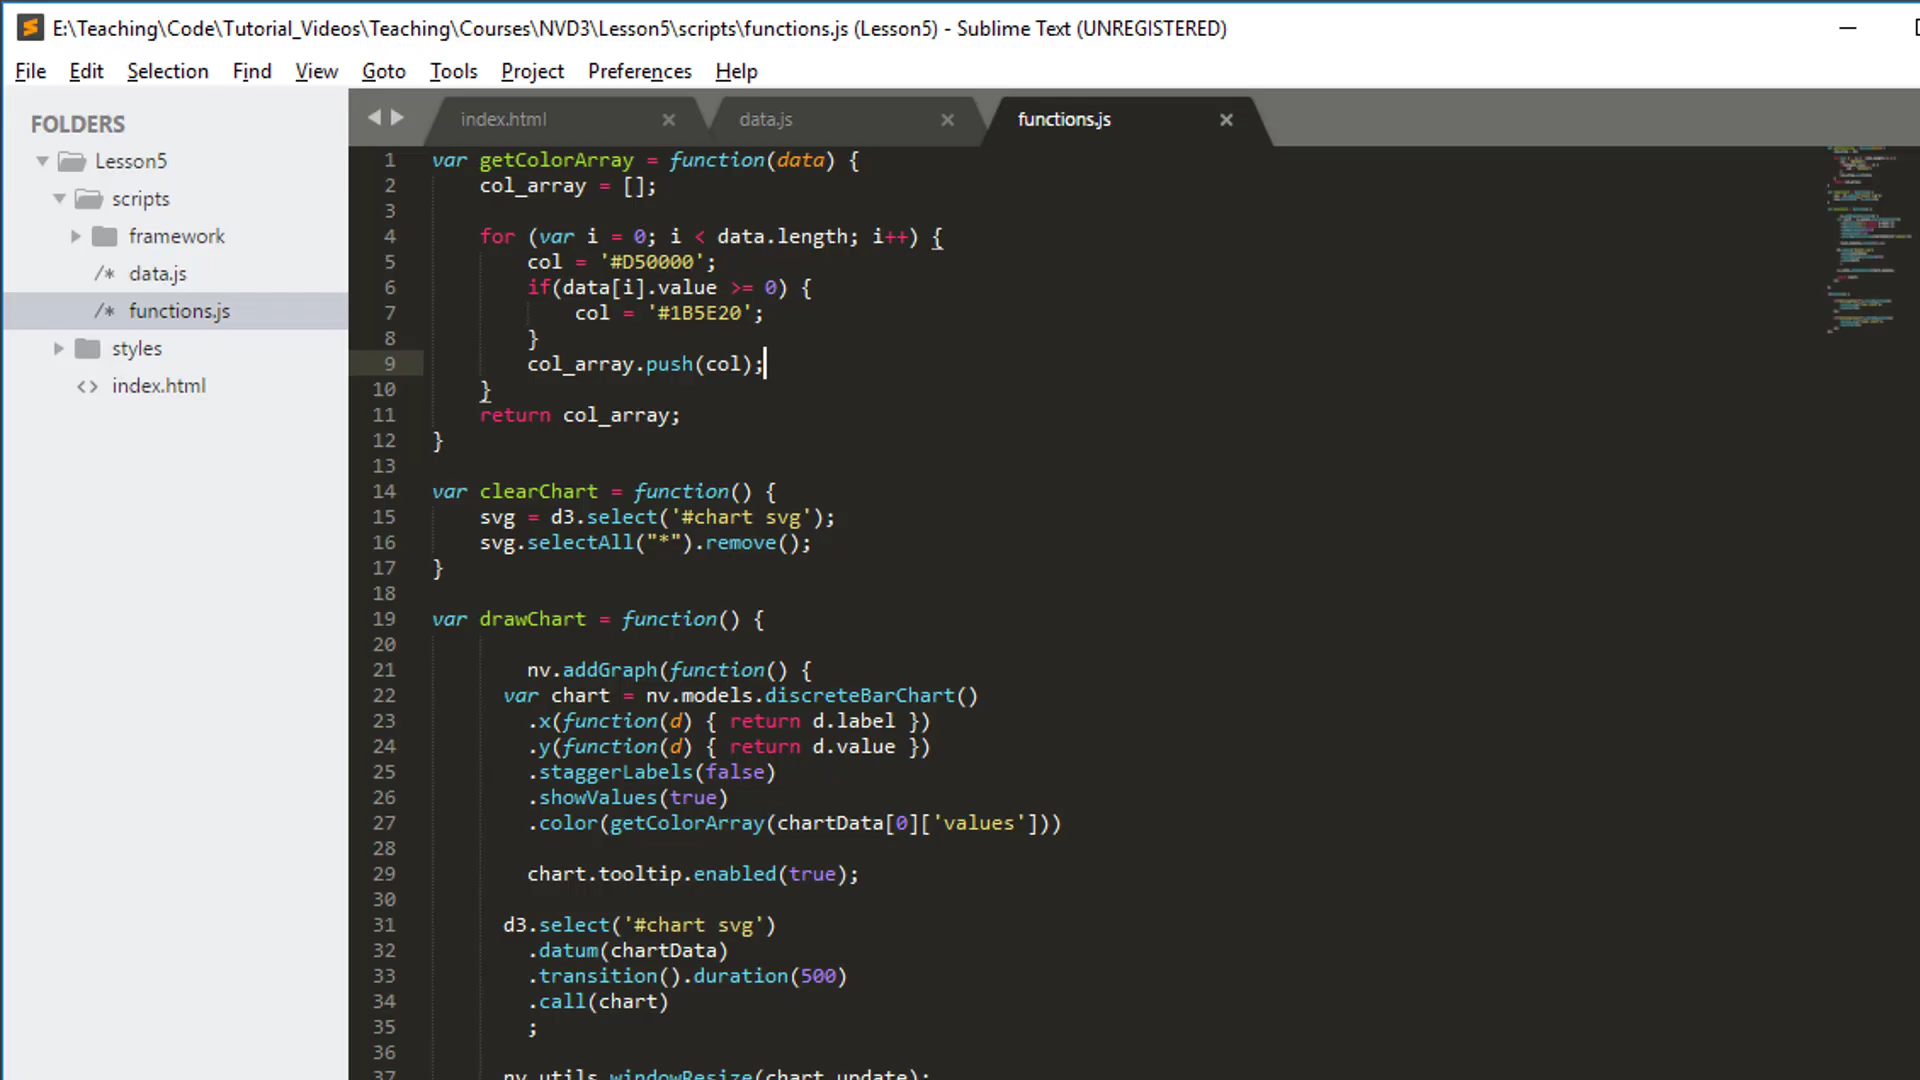 E:\Teaching\Code\Tutorial_Videos\Teaching\Courses\NVD3\Lesson5\scripts\functions.js (Lesson5) - Sublime Text (UNREGISTERED)
File Edit Selection Find View Goto Tools Project Preferences Help
FOLDERS
Lesson5
scripts
framework
/* data.js
/* functions.js
styles
<> index.html
index.html data.js functions.js
1 var getColorArray = function(data) {
2 col_array = [];
3
4 for (var i = 0; i < data.length; i++) {
5 col = '#D50000';
6 if(data[i].value >= 0) {
7 col = '#1B5E20';
8 }
9 col_array.push(col);
10 }
11 return col_array;
12 }
13
14 var clearChart = function() {
15 svg = d3.select('#chart svg');
16 svg.selectAll("*").remove();
17 }
18
19 var drawChart = function() {
20
21 nv.addGraph(function() {
22 var chart = nv.models.discreteBarChart()
23 .x(function(d) { return d.label })
24 .y(function(d) { return d.value })
25 .staggerLabels(false)
26 .showValues(true)
27 .color(getColorArray(chartData[0]['values']))
28
29 chart.tooltip.enabled(true);
30
31 d3.select('#chart svg')
32 .datum(chartData)
33 .transition().duration(500)
34 .call(chart)
35 ;
36
37 nv.utils.windowResize(chart.update);